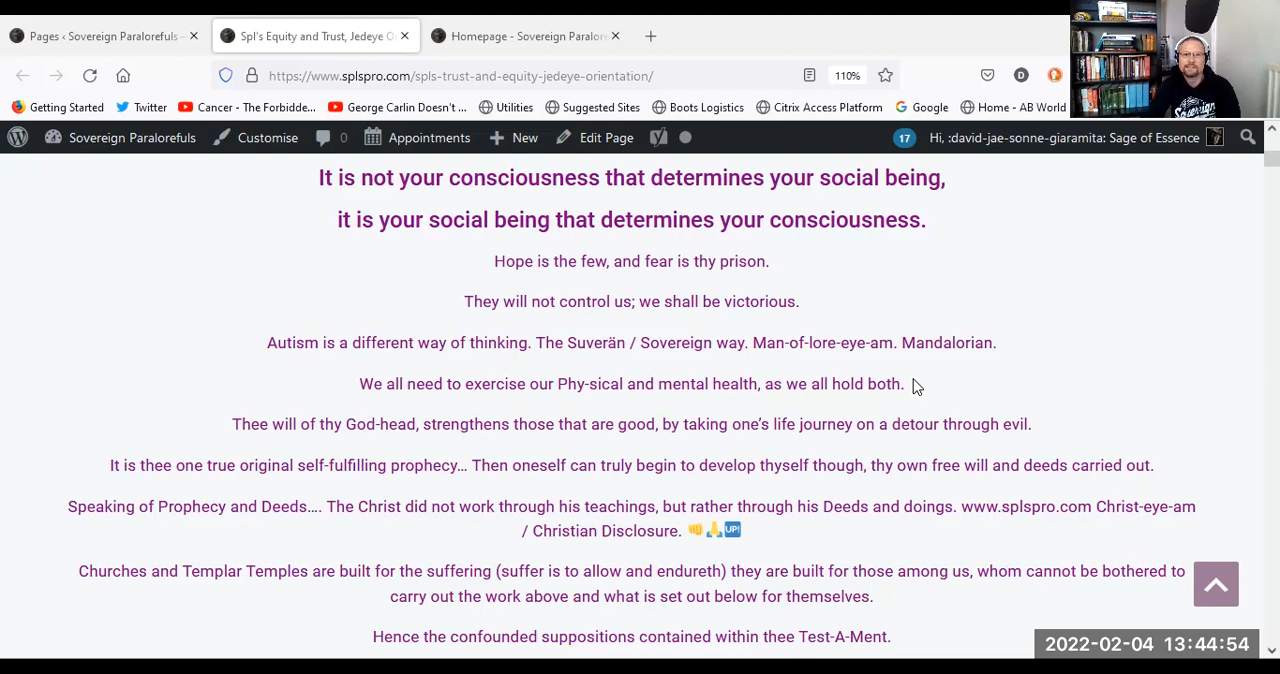 Pages ‹ Sovereign Paralorefuls
Spl's Equity and Trust, Jedeye O
Homepage - Sovereign Paralor
https://www.splspro.com/spls-trust-and-equity-jedeye-orientation/
110%
D
Getting Started
Twitter
Cancer - The Forbidde...
George Carlin Doesn't ...
Utilities
Suggested Sites
Boots Logistics
Citrix Access Platform
Google
Home - AB World
Sovereign Paralorefuls
Customise
0
Appointments
New
Edit Page
17
Hi, :david-jae-sonne-giaramita: Sage of Essence
It is not your consciousness that determines your social being,
it is your social being that determines your consciousness.
Hope is the few, and fear is thy prison.
They will not control us; we shall be victorious.
Autism is a different way of thinking. The Suverän / Sovereign way. Man-of-lore-eye-am. Mandalorian.
We all need to exercise our Phy-sical and mental health, as we all hold both.
Thee will of thy God-head, strengthens those that are good, by taking one's life journey on a detour through evil.
It is thee one true original self-fulfilling prophecy... Then oneself can truly begin to develop thyself though, thy own free will and deeds carried out.
Speaking of Prophecy and Deeds.... The Christ did not work through his teachings, but rather through his Deeds and doings. www.splspro.com Christ-eye-am
/ Christian Disclosure. 👊🙏🆙
Churches and Templar Temples are built for the suffering (suffer is to allow and endureth) they are built for those among us, whom cannot be bothered to
carry out the work above and what is set out below for themselves.
Hence the confounded suppositions contained within thee Test-A-Ment.
2022-02-04 13:44:54